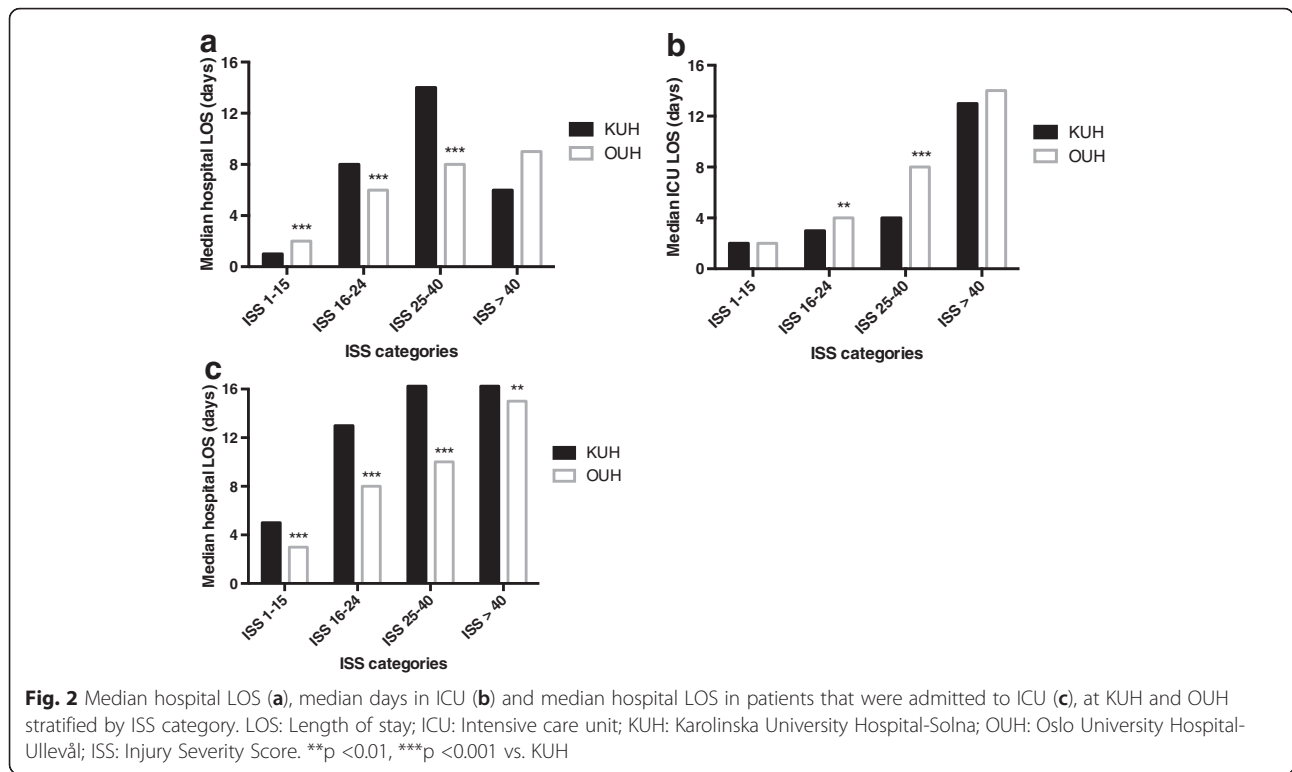 a
Median hospital LOS (days)
16
12
8
4
0
***
***
***
KUH
OUH
ISS 1-15
ISS 16-24
ISS 25-40
ISS > 40
ISS categories
b
Median ICU LOS (days)
16
12
8
4
0
**
***
KUH
OUH
ISS 1-15
ISS 16-24
ISS 25-40
ISS > 40
ISS categories
c
Median hospital LOS (days)
16
12
8
4
0
***
***
***
**
KUH
OUH
ISS 1-15
ISS 16-24
ISS 25-40
ISS > 40
ISS categories
Fig. 2 Median hospital LOS (a), median days in ICU (b) and median hospital LOS in patients that were admitted to ICU (c), at KUH and OUH
stratified by ISS category. LOS: Length of stay; ICU: Intensive care unit; KUH: Karolinska University Hospital-Solna; OUH: Oslo University Hospital-
Ullevål; ISS: Injury Severity Score. **p <0.01, ***p <0.001 vs. KUH